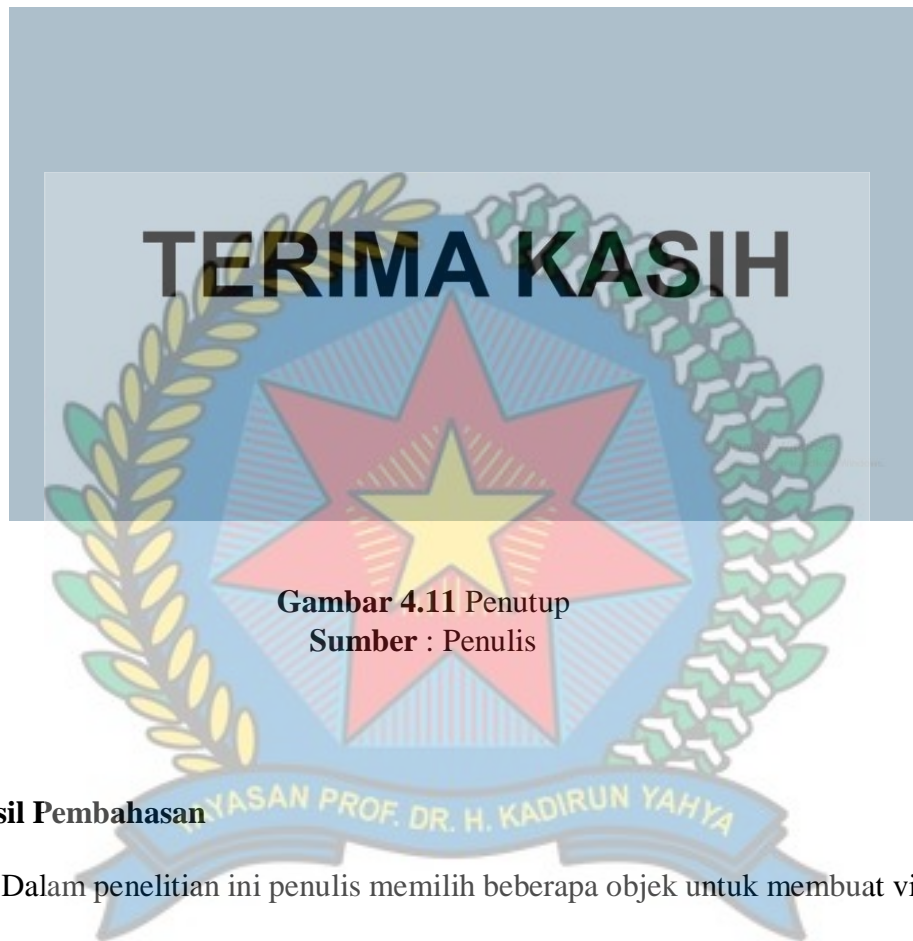 TERIMA KASIH
Gambar 4.11 Penutup
Sumber : Penulis
sil Pembahasan
YAYASAN PROF. DR. H. KADIRUN YAHYA
Dalam penelitian ini penulis memilih beberapa objek untuk membuat vi